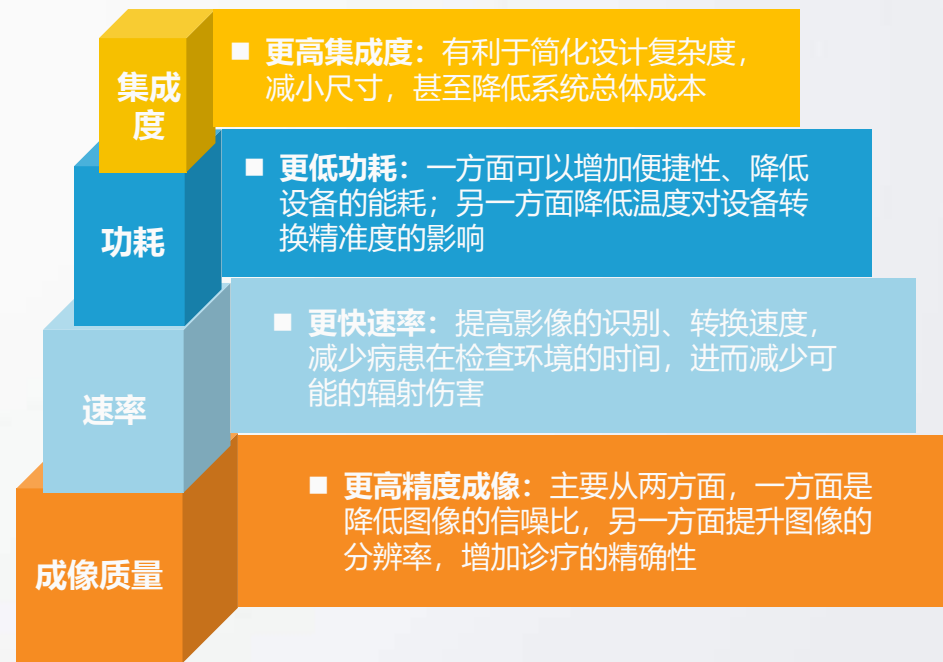 集成
度
■ 更高集成度：有利于简化设计复杂度，
减小尺寸，甚至降低系统总体成本
功耗
■ 更低功耗：一方面可以增加便捷性、降低
设备的能耗；另一方面降低温度对设备转
换精准度的影响
速率
■ 更快速率：提高影像的识别、转换速度，
减少病患在检查环境的时间，进而减少可
能的辐射伤害
成像质量
■ 更高精度成像：主要从两方面，一方面是
降低图像的信噪比，另一方面提升图像的
分辨率，增加诊疗的精确性